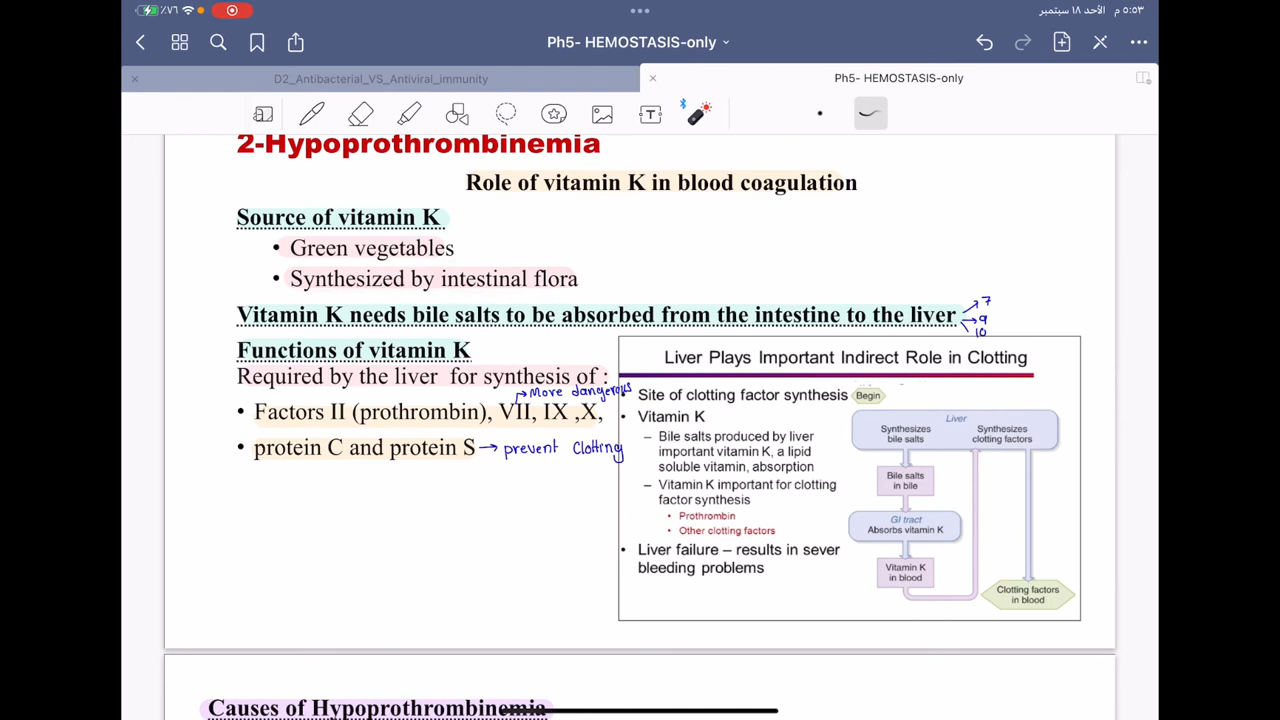 ٪٧٦
٥:٥٣ م الأحد ١٨ سبتمبر
Ph5- HEMOSTASIS-only
D2_Antibacterial_VS_Antiviral_immunity
Ph5- HEMOSTASIS-only
2-Hypoprothrombinemia
Role of vitamin K in blood coagulation
Source of vitamin K
• Green vegetables
• Synthesized by intestinal flora
Vitamin K needs bile salts to be absorbed from the intestine to the liver
7
9
10
Functions of vitamin K
Required by the liver for synthesis of :
More dangerous
• Factors II (prothrombin), VII, IX ,X,
• protein C and protein S → prevent Clotting
Liver Plays Important Indirect Role in Clotting
• Site of clotting factor synthesis
• Vitamin K
– Bile salts produced by liver
important vitamin K, a lipid
soluble vitamin, absorption
– Vitamin K important for clotting
factor synthesis
• Prothrombin
• Other clotting factors
• Liver failure – results in sever
bleeding problems
Begin
Liver
Synthesizes
bile salts
Synthesizes
clotting factors
Bile salts
in bile
GI tract
Absorbs vitamin K
Vitamin K
in blood
Clotting factors
in blood
Causes of Hypoprothrombinemia